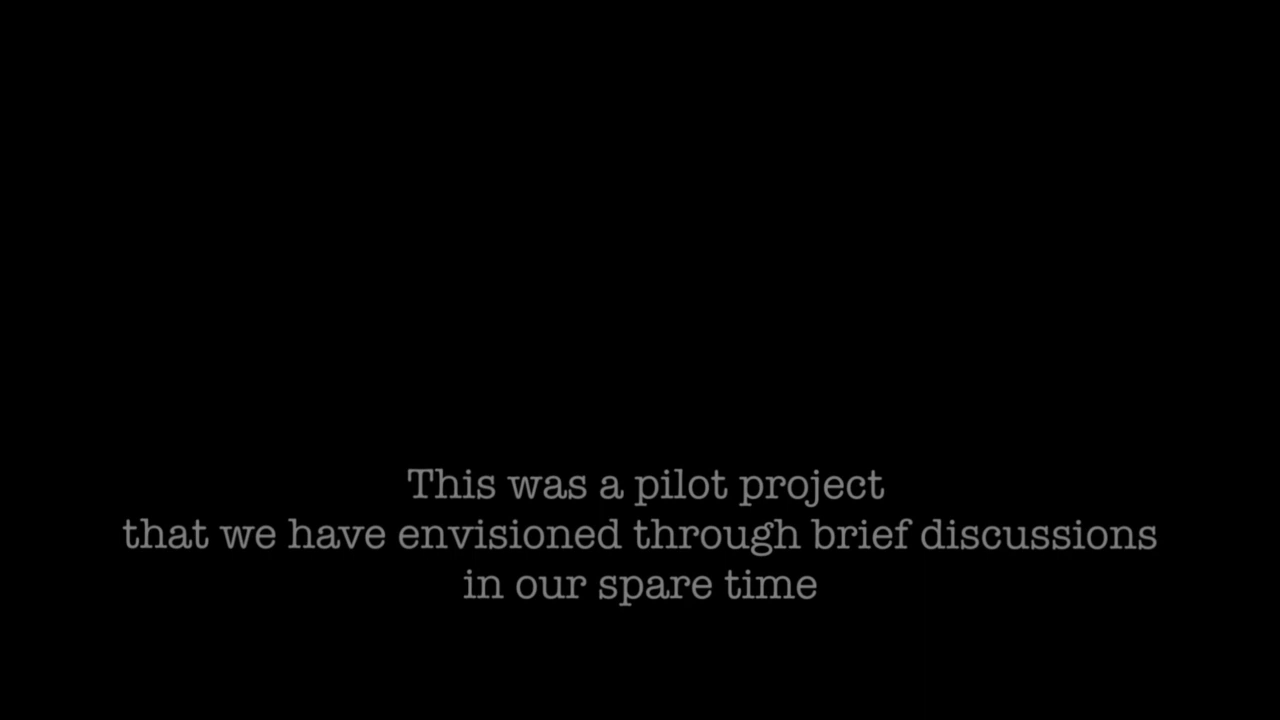 This was a pilot project
that we have envisioned through brief discussions
in our spare time